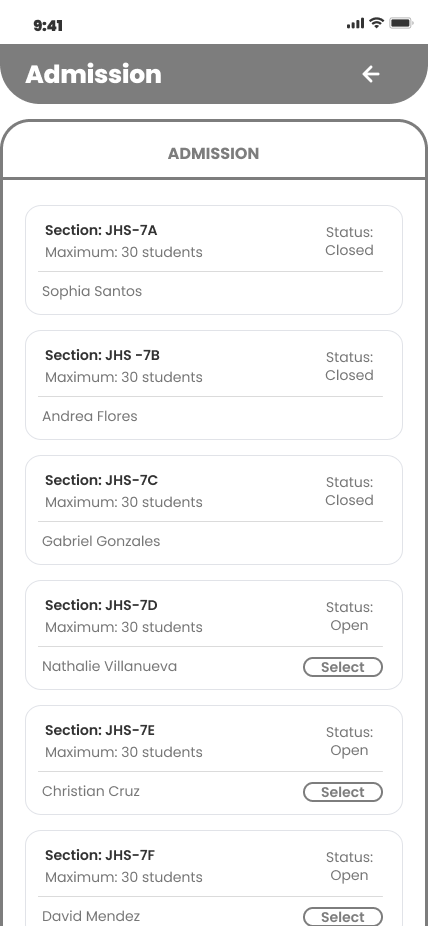 9:41
Admission
ADMISSION
Section: JHS-7A
Maximum: 30 students
Status:
Closed
Sophia Santos
Section: JHS -7B
Maximum: 30 students
Status:
Closed
Andrea Flores
Section: JHS-7C
Maximum: 30 students
Status:
Closed
Gabriel Gonzales
Section: JHS-7D
Maximum: 30 students
Status:
Open
Nathalie Villanueva
Select
Section: JHS-7E
Maximum: 30 students
Status:
Open
Christian Cruz
Select
Section: JHS-7F
Maximum: 30 students
Status:
Open
David Mendez
Select